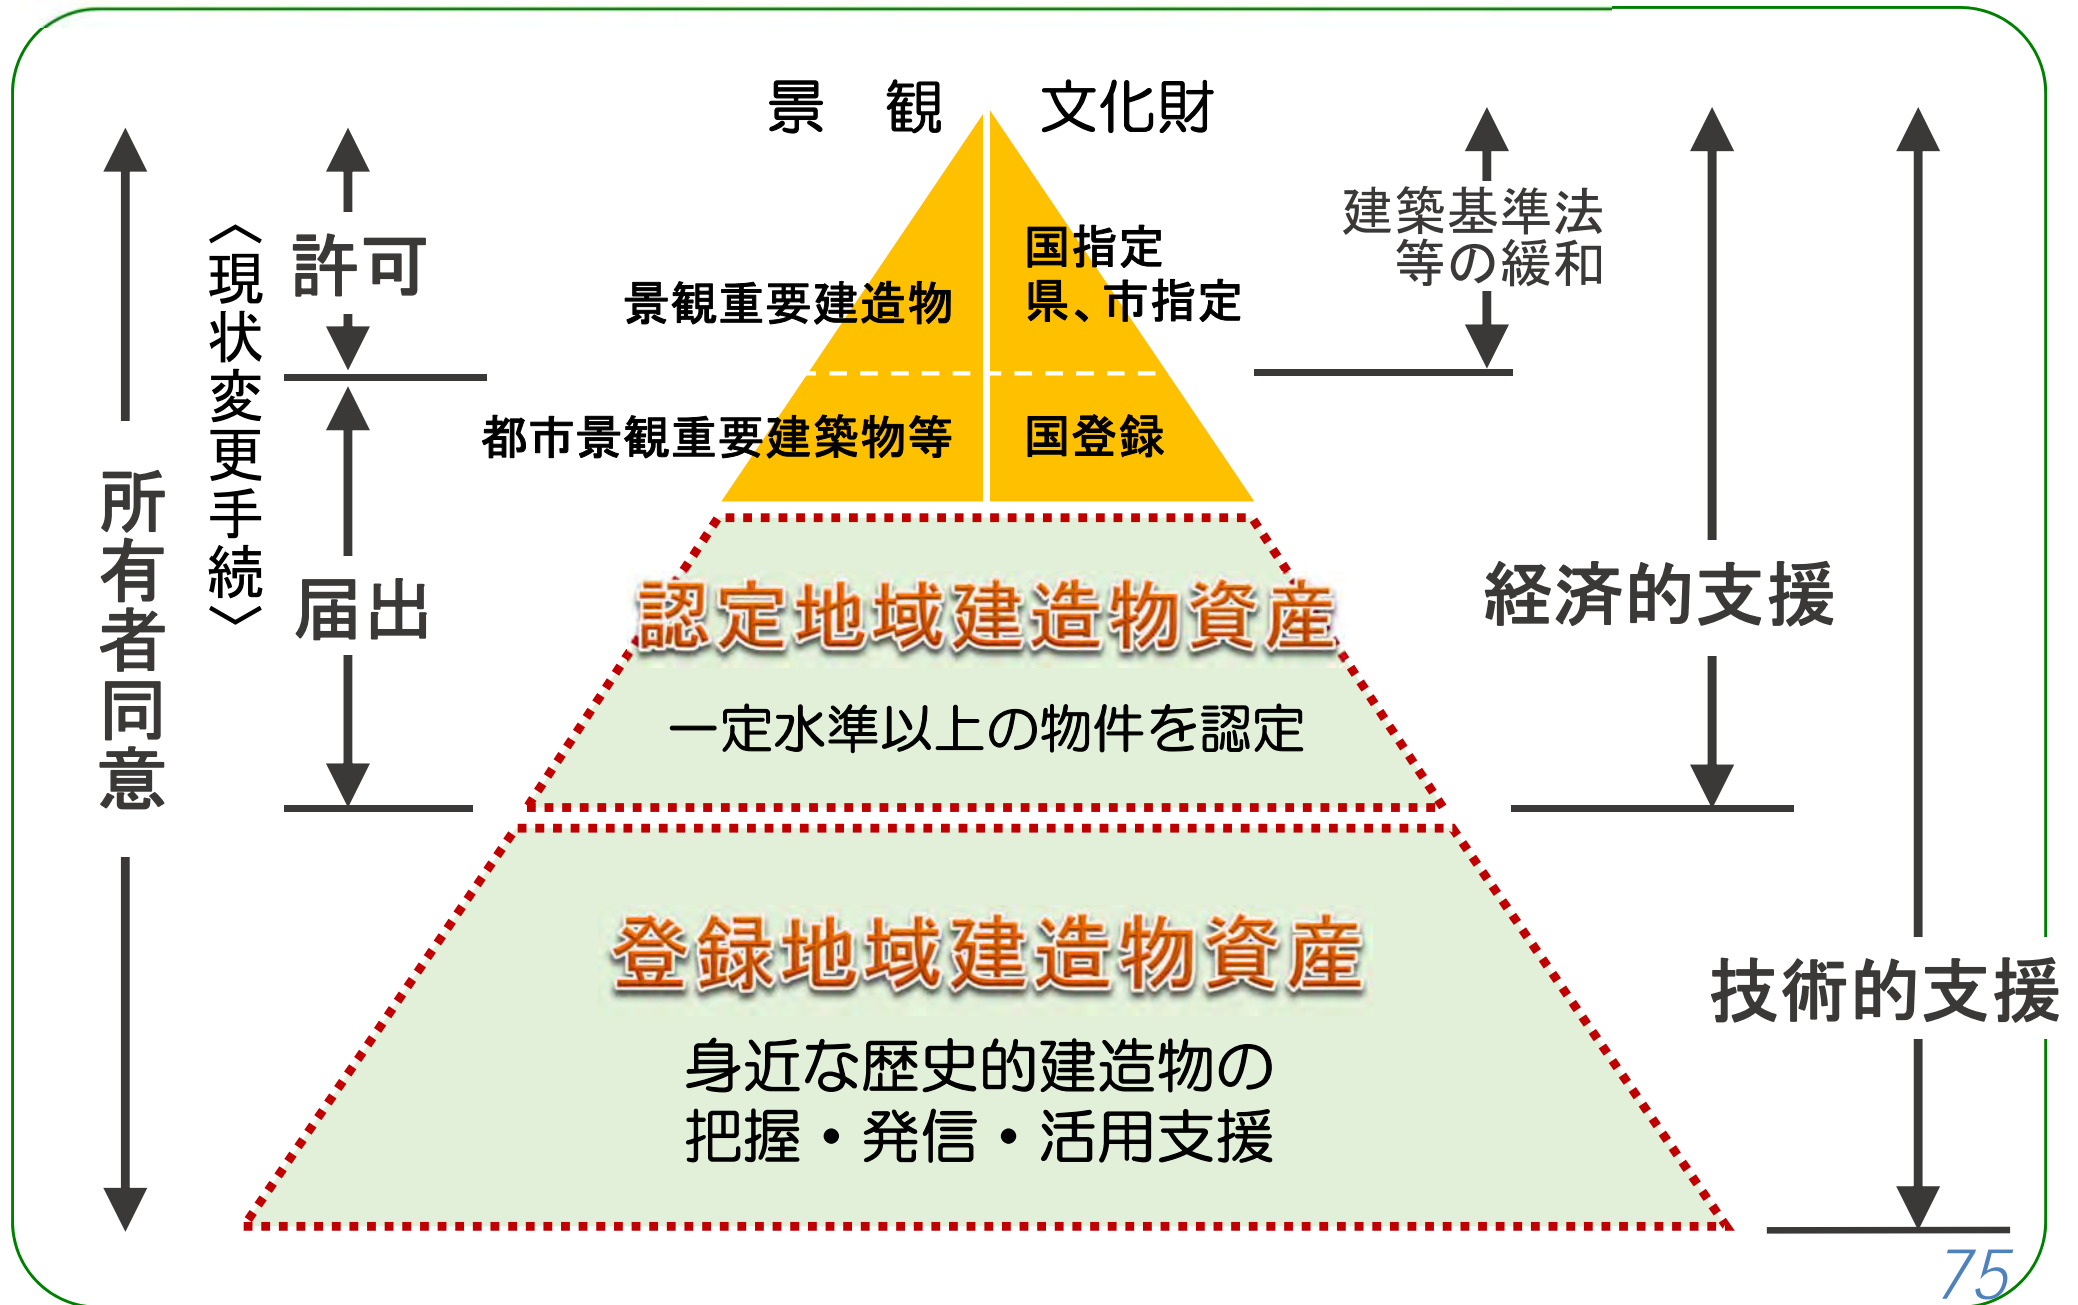 景　観　文化財
所有者同意
〈現状変更手続〉
許可
届出
景観重要建造物
国指定
県、市指定
都市景観重要建築物等
国登録
認定地域建造物資産
一定水準以上の物件を認定
登録地域建造物資産
身近な歴史的建造物の
把握・発信・活用支援
建築基準法
等の緩和
経済的支援
技術的支援
75